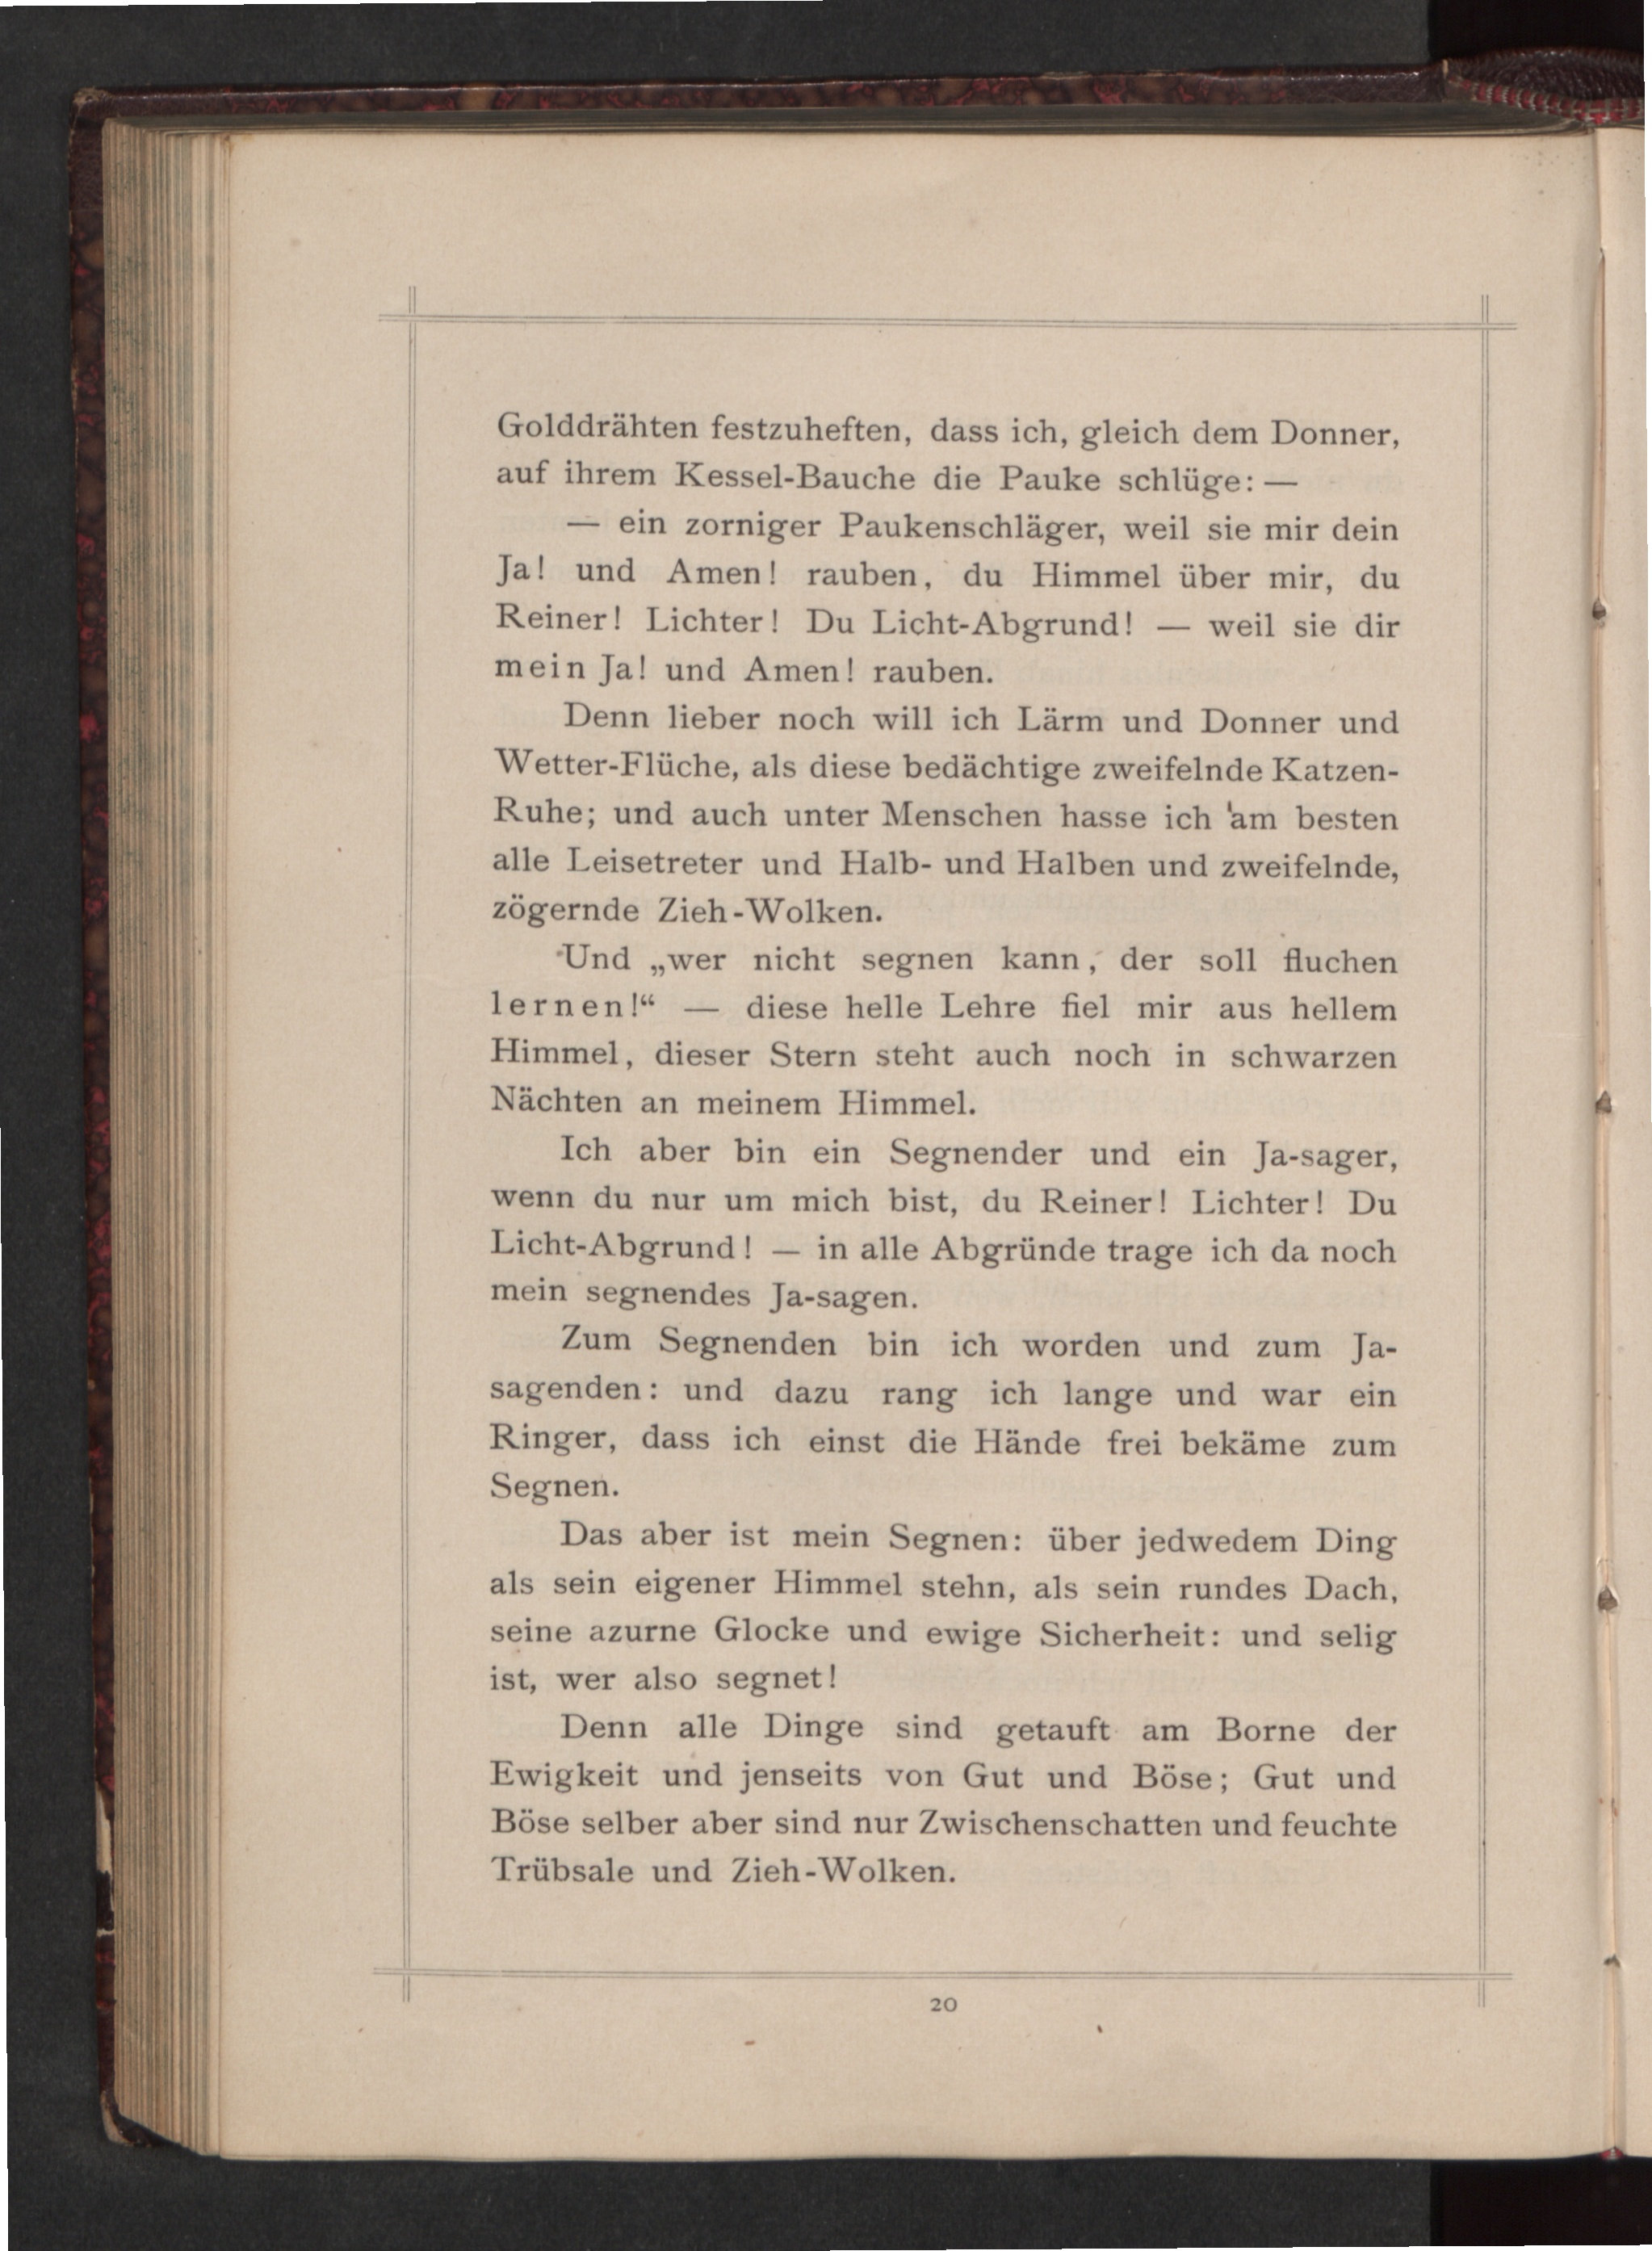 Golddrähten festzuheften, dass ich, gleich dem Donner,
auf ihrem Kessel-Bauche die Pauke schlüge: —
— ein zorniger Paukenschläger, weil sie mir dein
Ja! und Amen! rauben, du Himmel über mir, du
Reiner! Lichter! Du Licht-Abgrund! — weil sie dir
mein Ja! und Amen! rauben.
Denn lieber noch will ich Lärm und Donner und
Wetter-Flüche, als diese bedächtige zweifelnde Katzen-
Ruhe; und auch unter Menschen hasse ich am besten
alle Leisetreter und Halb- und Halben und zweifelnde,
zögernde Zieh-Wolken.
Und „wer nicht segnen kann, der soll fluchen
lernen!“ — diese helle Lehre fiel mir aus hellem
Himmel, dieser Stern steht auch noch in schwarzen
Nächten an meinem Himmel.
Ich aber bin ein Segnender und ein Ja-sager,
wenn du nur um mich bist, du Reiner! Lichter! Du
Licht-Abgrund! — in alle Abgründe trage ich da noch
mein segnendes Ja-sagen.
Zum Segnenden bin ich worden und zum Ja-
sagenden: und dazu rang ich lange und war ein
Ringer, dass ich einst die Hände frei bekäme zum
Segnen.
Das aber ist mein Segnen: über jedwedem Ding
als sein eigener Himmel stehn, als sein rundes Dach,
seine azurne Glocke und ewige Sicherheit: und selig
ist, wer also segnet!
Denn alle Dinge sind getauft am Borne der
Ewigkeit und jenseits von Gut und Böse; Gut und
Böse selber aber sind nur Zwischenschatten und feuchte
Trübsale und Zieh-Wolken.
20